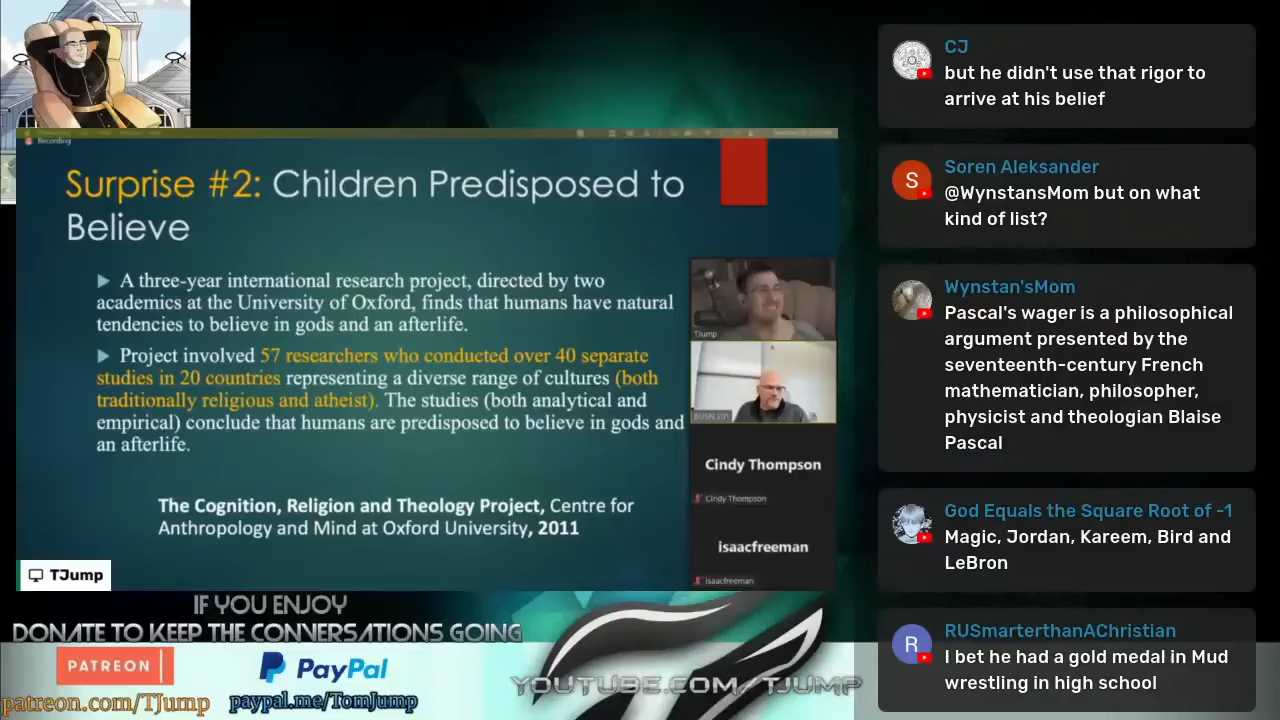 Recording
Surprise #2: Children Predisposed to
Believe
A three-year international research project, directed by two
academics at the University of Oxford, finds that humans have natural
tendencies to believe in gods and an afterlife.
Project involved 57 researchers who conducted over 40 separate
studies in 20 countries representing a diverse range of cultures (both
traditionally religious and atheist). The studies (both analytical and
empirical) conclude that humans are predisposed to believe in gods and
an afterlife.
The Cognition, Religion and Theology Project, Centre for
Anthropology and Mind at Oxford University, 2011
TJump
Cindy Thompson
Cindy Thompson
isaacfreeman
isaacfreeman
TJump
IF YOU ENJOY
DONATE TO KEEP THE CONVERSATIONS GOING
PATREON
PayPal
patreon.com/TJump
paypal.me/TomJump
YOUTUBE.COM/TJUMP
CJ
but he didn't use that rigor to
arrive at his belief
S
Soren Aleksander
@WynstansMom but on what
kind of list?
Wynstan'sMom
Pascal's wager is a philosophical
argument presented by the
seventeenth-century French
mathematician, philosopher,
physicist and theologian Blaise
Pascal
God Equals the Square Root of -1
Magic, Jordan, Kareem, Bird and
LeBron
R
RUSmarterthanAChristian
I bet he had a gold medal in Mud
wrestling in high school